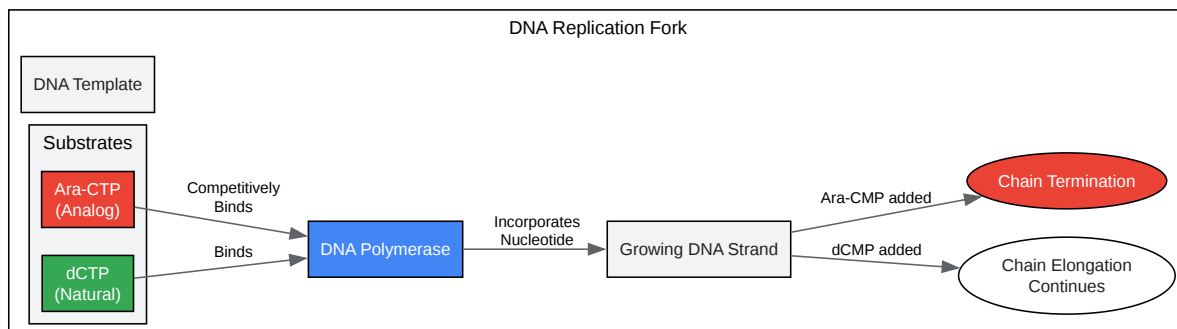 DNA Replication Fork
DNA Template
Substrates
Ara-CTP
(Analog)
dCTP
(Natural)
Competitively
Binds
Binds
DNA Polymerase
Incorporates
Nucleotide
Growing DNA Strand
Ara-CMP added
dCMP added
Chain Termination
Chain Elongation
Continues